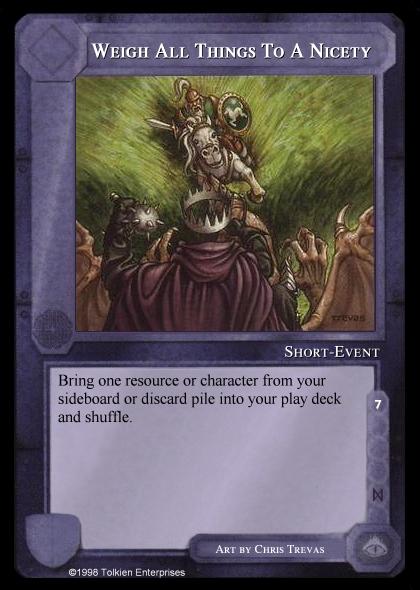 Weigh All Things To A Nicety
TREVAS
Short-Event
Bring one resource or character from your
sideboard or discard pile into your play deck
and shuffle.
7
Art by Chris Trevas
©1998 Tolkien Enterprises